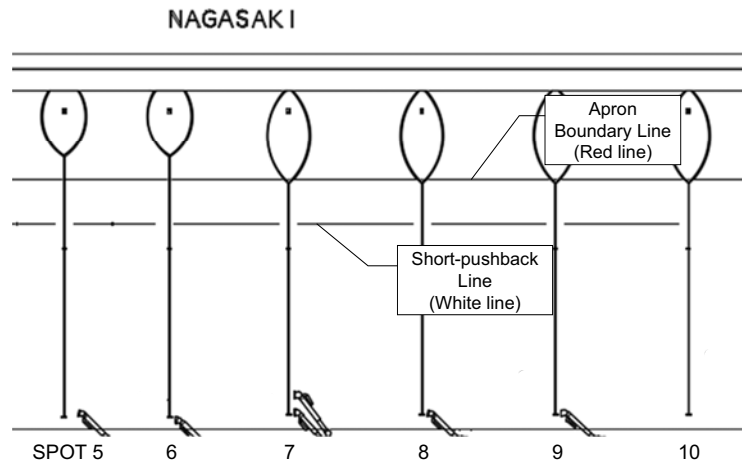 NAGASAKI
Apron
Boundary Line
(Red line)
Short-pushback
Line
(White line)
SPOT 5 6 7 8 9 10